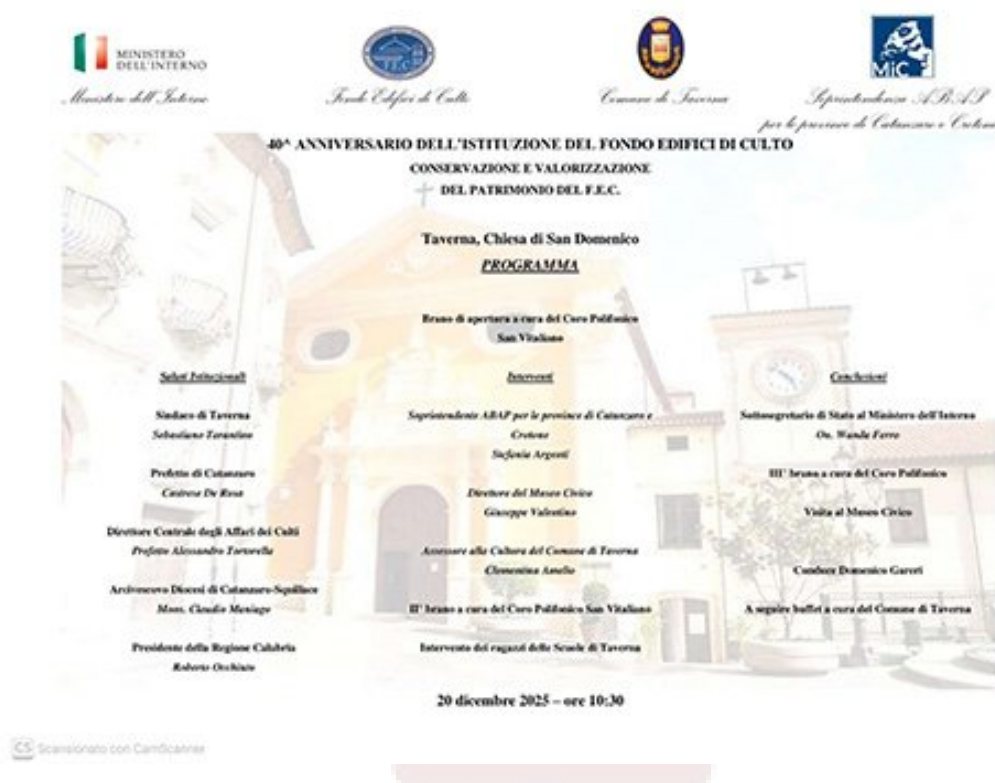 MINISTERO
DELL'INTERNO
F.E.C.
MiC
Ministero dell'Interno
Fondo Edifici di Culto
Comune di Taverna
Soprintendenza A.B.A.P.
per le province di Catanzaro e Crotone
40^ ANNIVERSARIO DELL'ISTITUZIONE DEL FONDO EDIFICI DI CULTO
CONSERVAZIONE E VALORIZZAZIONE
DEL PATRIMONIO DEL F.E.C.
Taverna, Chiesa di San Domenico
PROGRAMMA
Brano di apertura a cura del Coro Polifonico
San Vitaliano
Saluti Istituzionali
Sindaco di Taverna
Sebastiano Tarantino
Prefetto di Catanzaro
Castrese De Rosa
Direttore Centrale degli Affari dei Culti
Prefetto Alessandro Tortorella
Arcivescovo Diocesi di Catanzaro-Squillace
Mons. Claudio Maniago
Presidente della Regione Calabria
Roberto Occhiuto
Interventi
Soprintendente ABAP per le province di Catanzaro e
Crotone
Stefania Argenti
Direttore del Museo Civico
Giuseppe Valentino
Assessore alla Cultura del Comune di Taverna
Clementina Amelio
II° brano a cura del Coro Polifonico San Vitaliano
Intervento dei ragazzi delle Scuole di Taverna
Conclusioni
Sottosegretario di Stato al Ministero dell'Interno
On. Wanda Ferro
III° brano a cura del Coro Polifonico
Visita al Museo Civico
Conduce Domenico Gareri
A seguire buffet a cura del Comune di Taverna
20 dicembre 2025 – ore 10:30
CS Scansionato con CamScanner